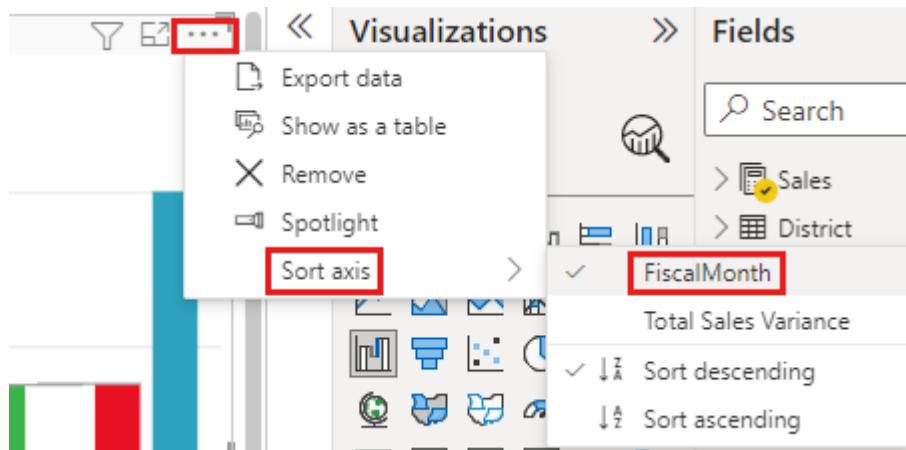 Visualizations
Fields
Export data
Show as a table
Remove
Spotlight
Sort axis
Search
Sales
District
FiscalMonth
Total Sales Variance
Sort descending
Sort ascending